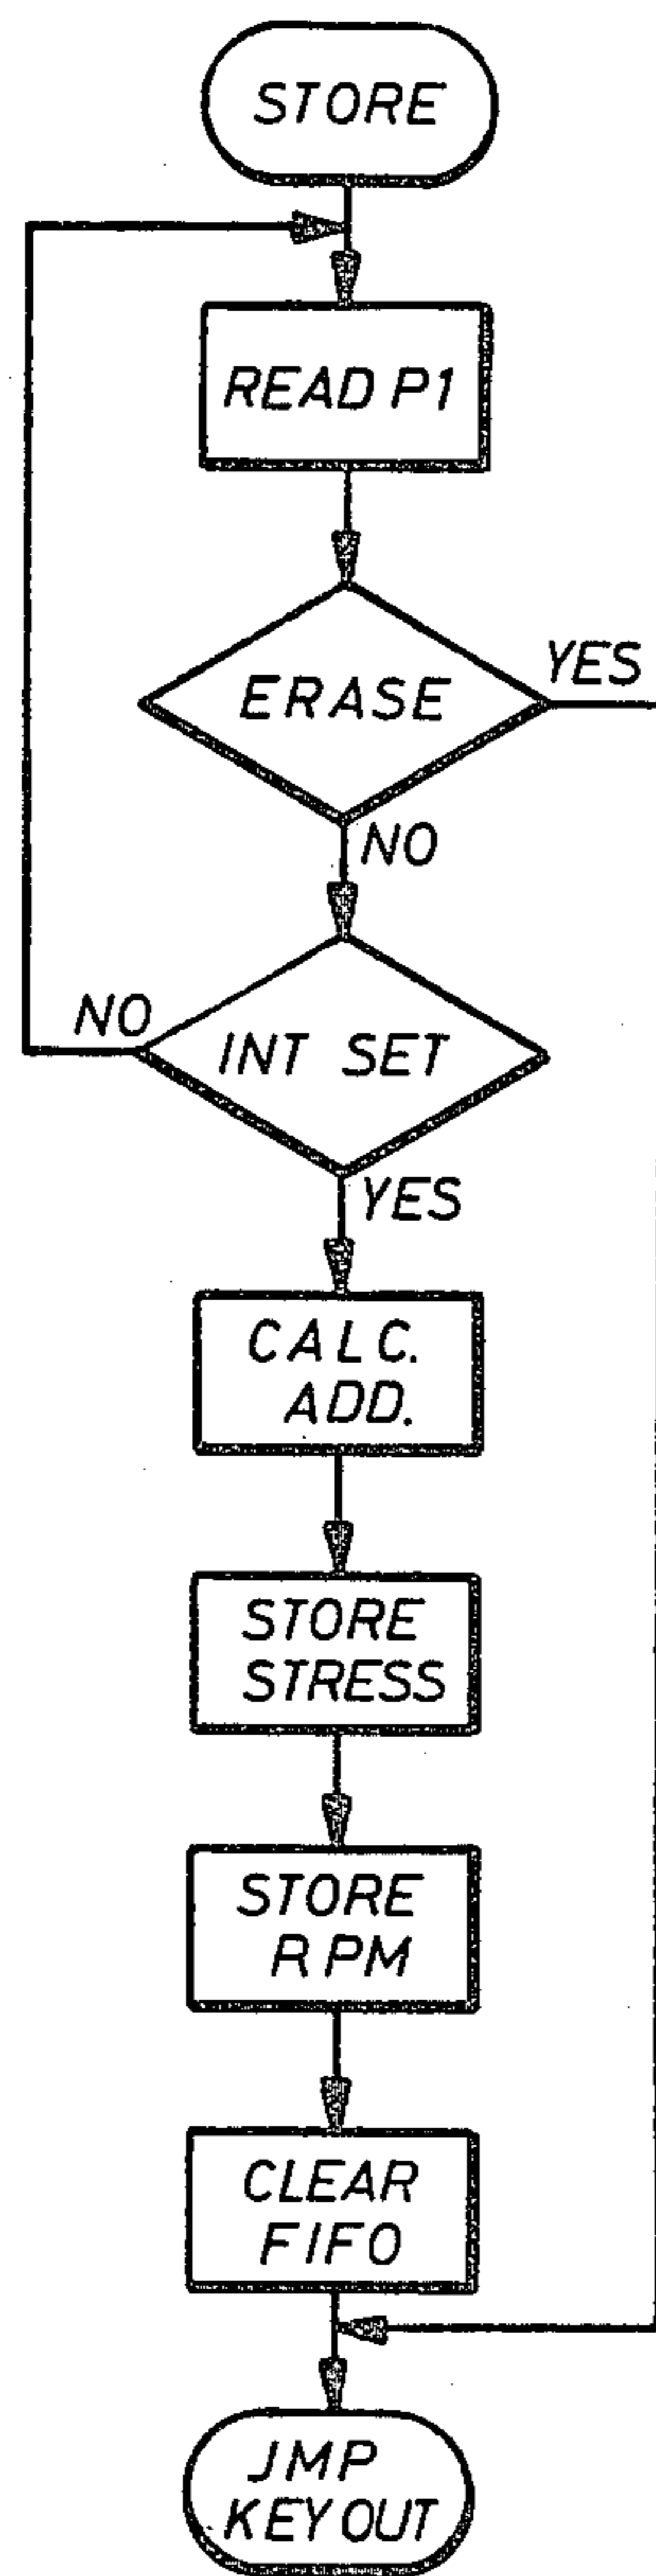 STORE
READ P1
ERASE
YES
NO
INT SET
NO
YES
CALC.
ADD.
STORE
STRESS
STORE
RPM
CLEAR
FIFO
JMP
KEY OUT